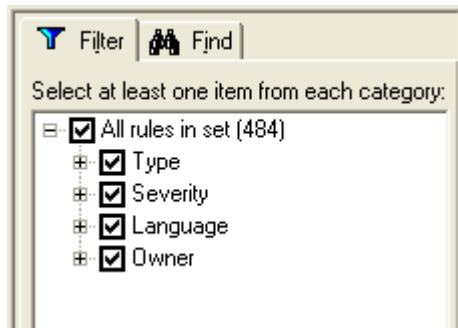 Filter Find
Select at least one item from each category:
All rules in set (484)
Type
Severity
Language
Owner